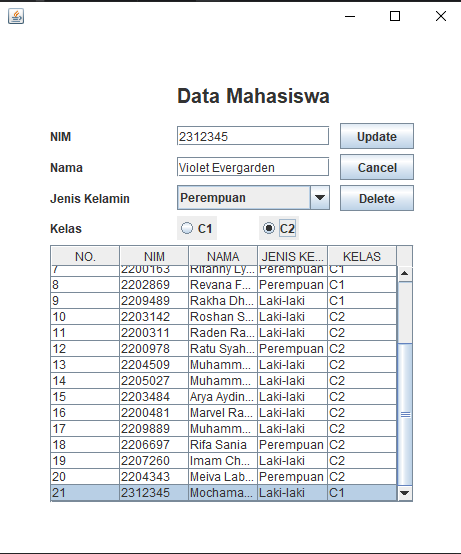 Data Mahasiswa
NIM 2312345 Update
Nama Violet Evergarden Cancel
Jenis Kelamin Perempuan Delete
Kelas C1 C2
NO. NIM NAMA JENIS KE... KELAS
7 2200163 Rifanny Ly... Perempuan C1
8 2202869 Revana F... Perempuan C1
9 2209489 Rakha Dh... Laki-laki C1
10 2203142 Roshan S... Laki-laki C2
11 2200311 Raden Ra... Laki-laki C2
12 2200978 Ratu Syah... Perempuan C2
13 2204509 Muhamm... Laki-laki C2
14 2205027 Muhamm... Laki-laki C2
15 2203484 Arya Aydin... Laki-laki C2
16 2200481 Marvel Ra... Laki-laki C2
17 2209889 Muhamm... Laki-laki C2
18 2206697 Rifa Sania Perempuan C2
19 2207260 Imam Ch... Laki-laki C2
20 2204343 Meiva Lab... Perempuan C2
21 2312345 Mochama... Laki-laki C1